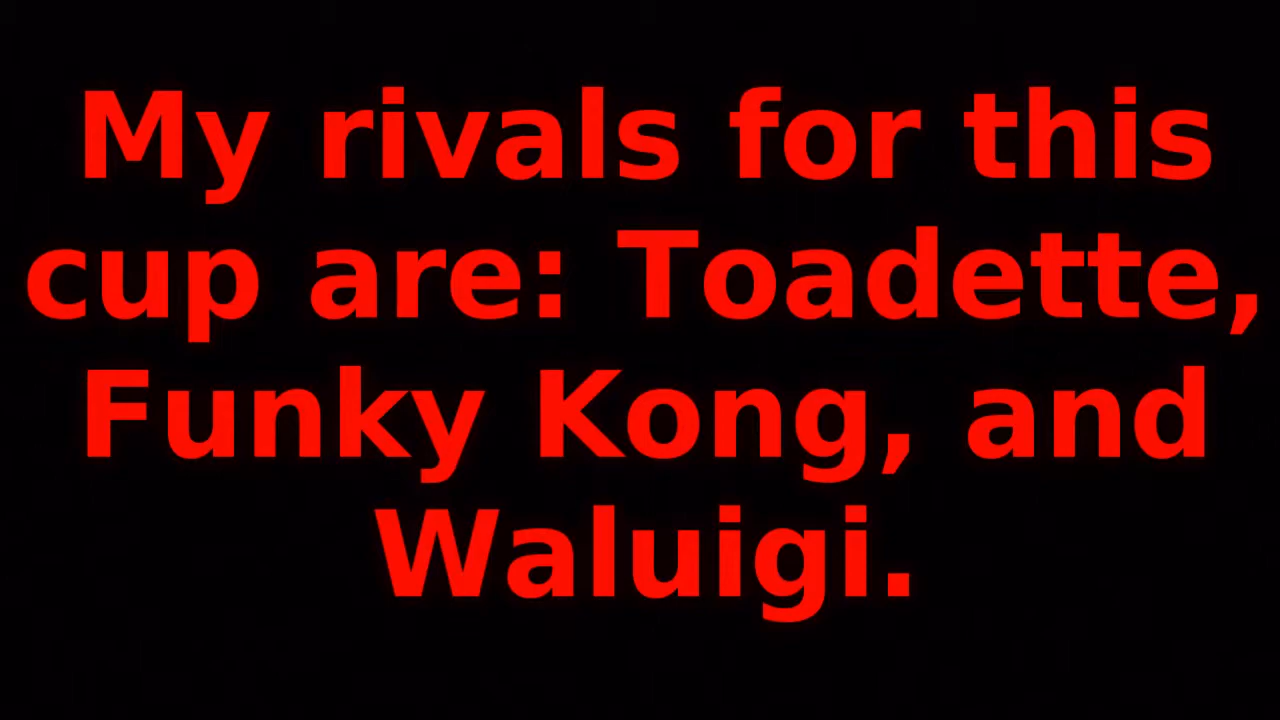 My rivals for this
cup are: Toadette,
Funky Kong, and
Waluigi.